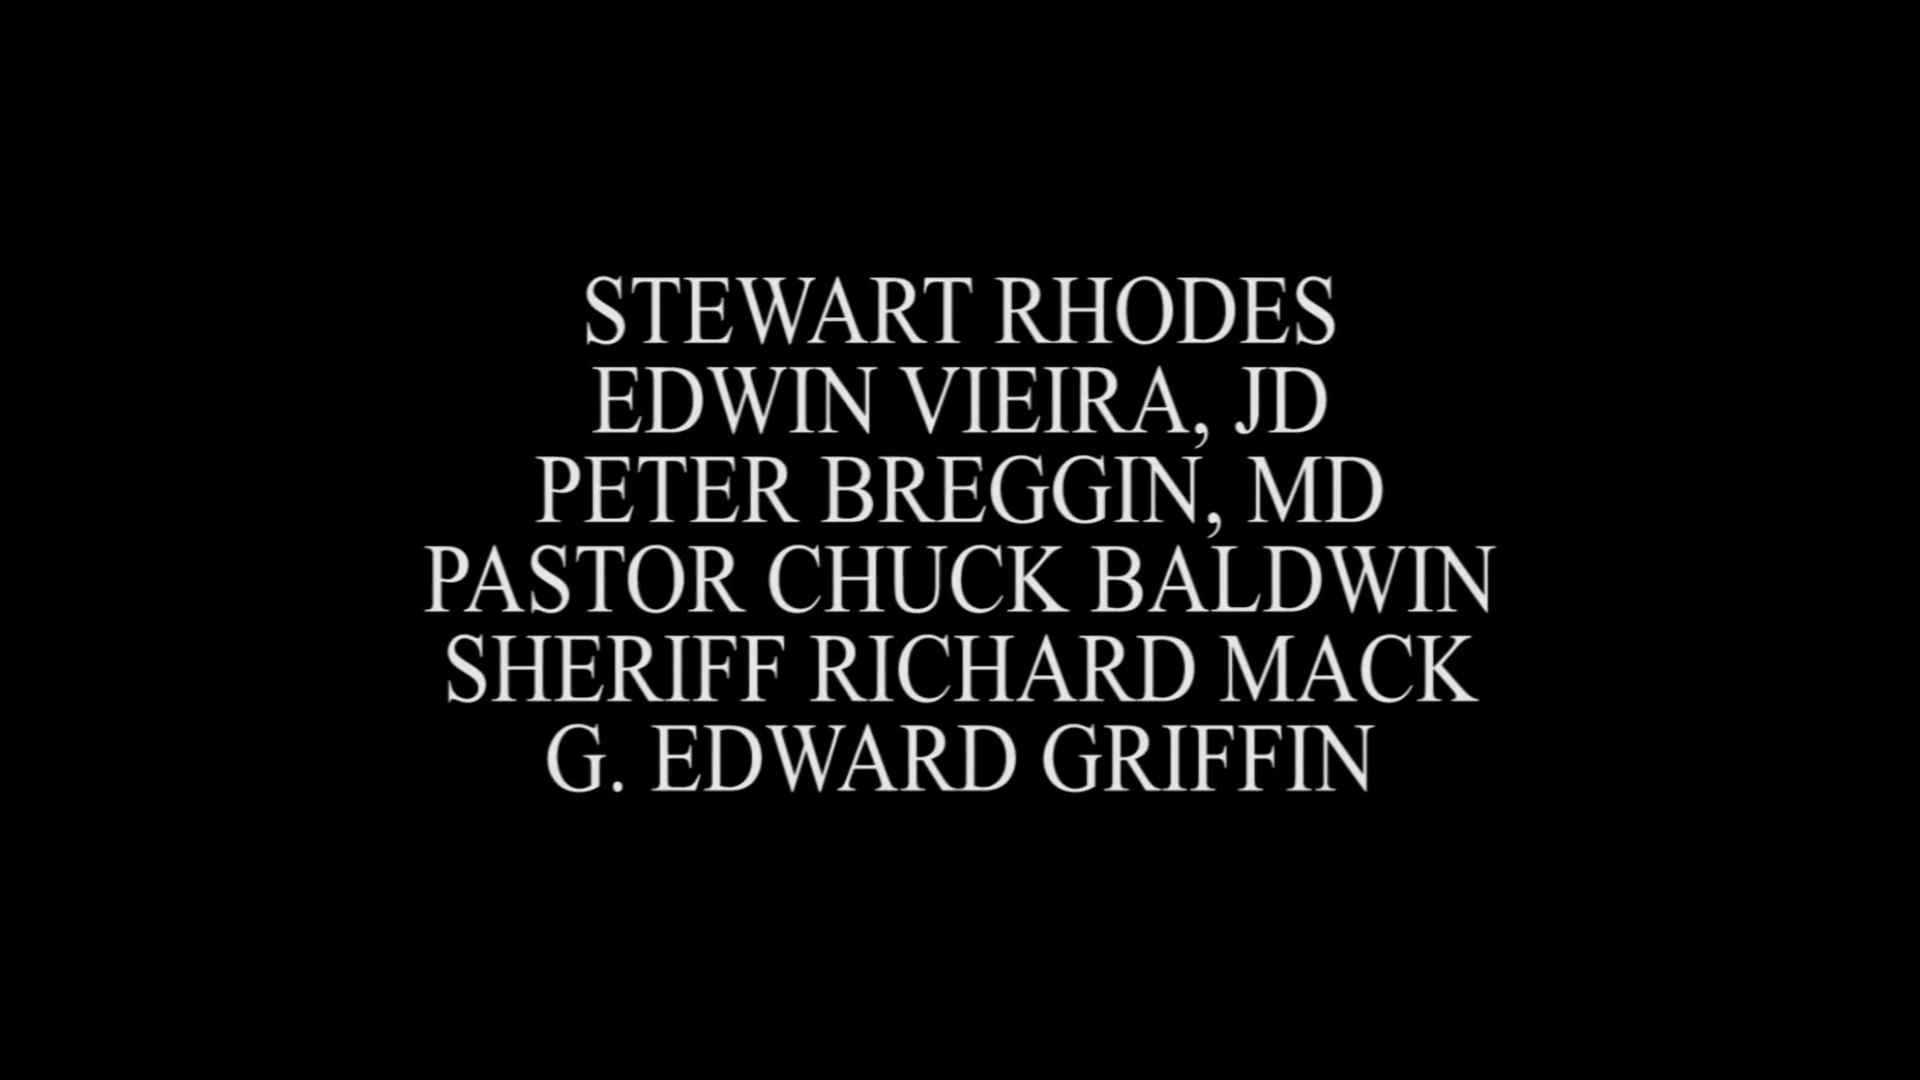 STEWART RHODES
EDWIN VIEIRA, JD
PETER BREGGIN, MD
PASTOR CHUCK BALDWIN
SHERIFF RICHARD MACK
G. EDWARD GRIFFIN